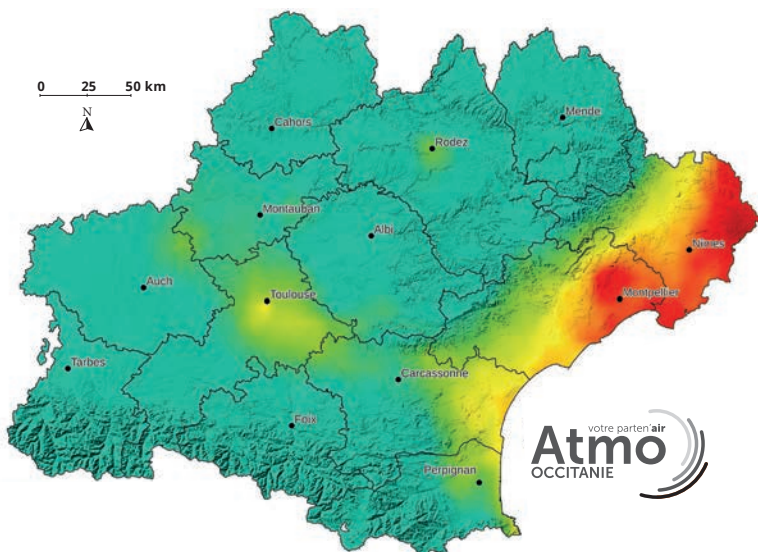 0 25 50 km
N
Cahors
Mende
Rodez
Montauban
Albi
Nîmes
Auch
Toulouse
Montpellier
Tarbes
Carcassonne
Foix
Perpignan
votre parten'air
Atmo
OCCITANIE